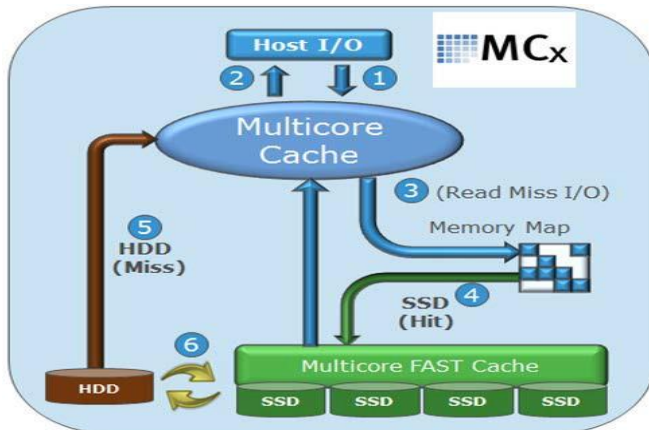 Host I/O
MCx
2
1
Multicore
Cache
3 (Read Miss I/O)
Memory Map
5
HDD
(Miss)
SSD 4
(Hit)
6
Multicore FAST Cache
HDD
SSD SSD SSD SSD